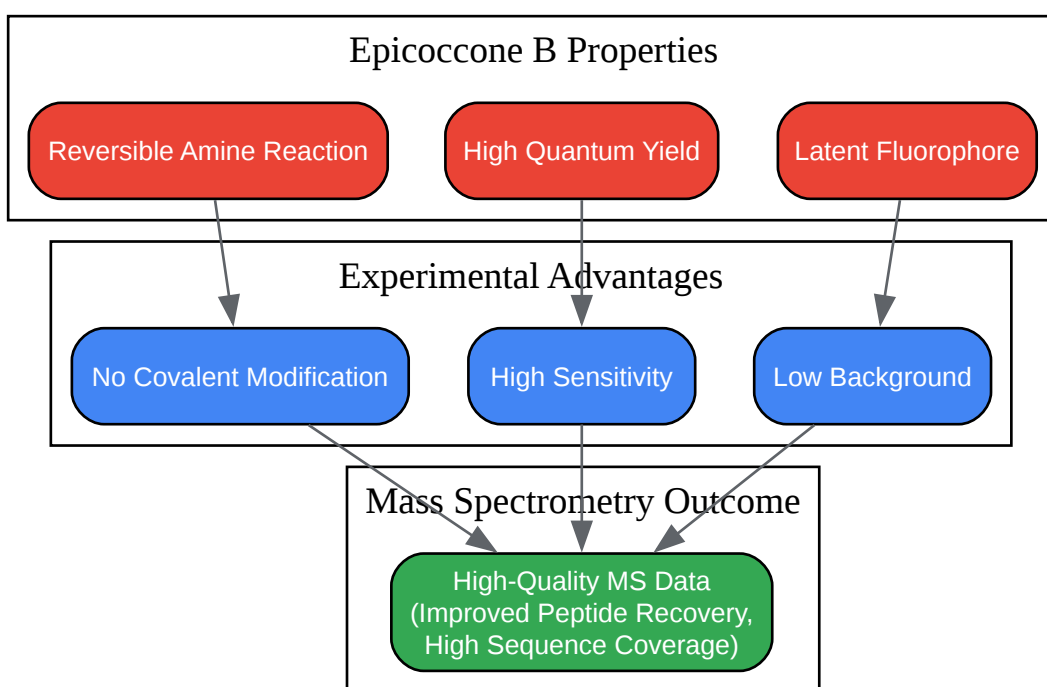 Epicoccone B Properties
Reversible Amine Reaction
High Quantum Yield
Latent Fluorophore
Experimental Advantages
No Covalent Modification
High Sensitivity
Low Background
Mass Spectrometry Outcome
High-Quality MS Data
(Improved Peptide Recovery,
High Sequence Coverage)